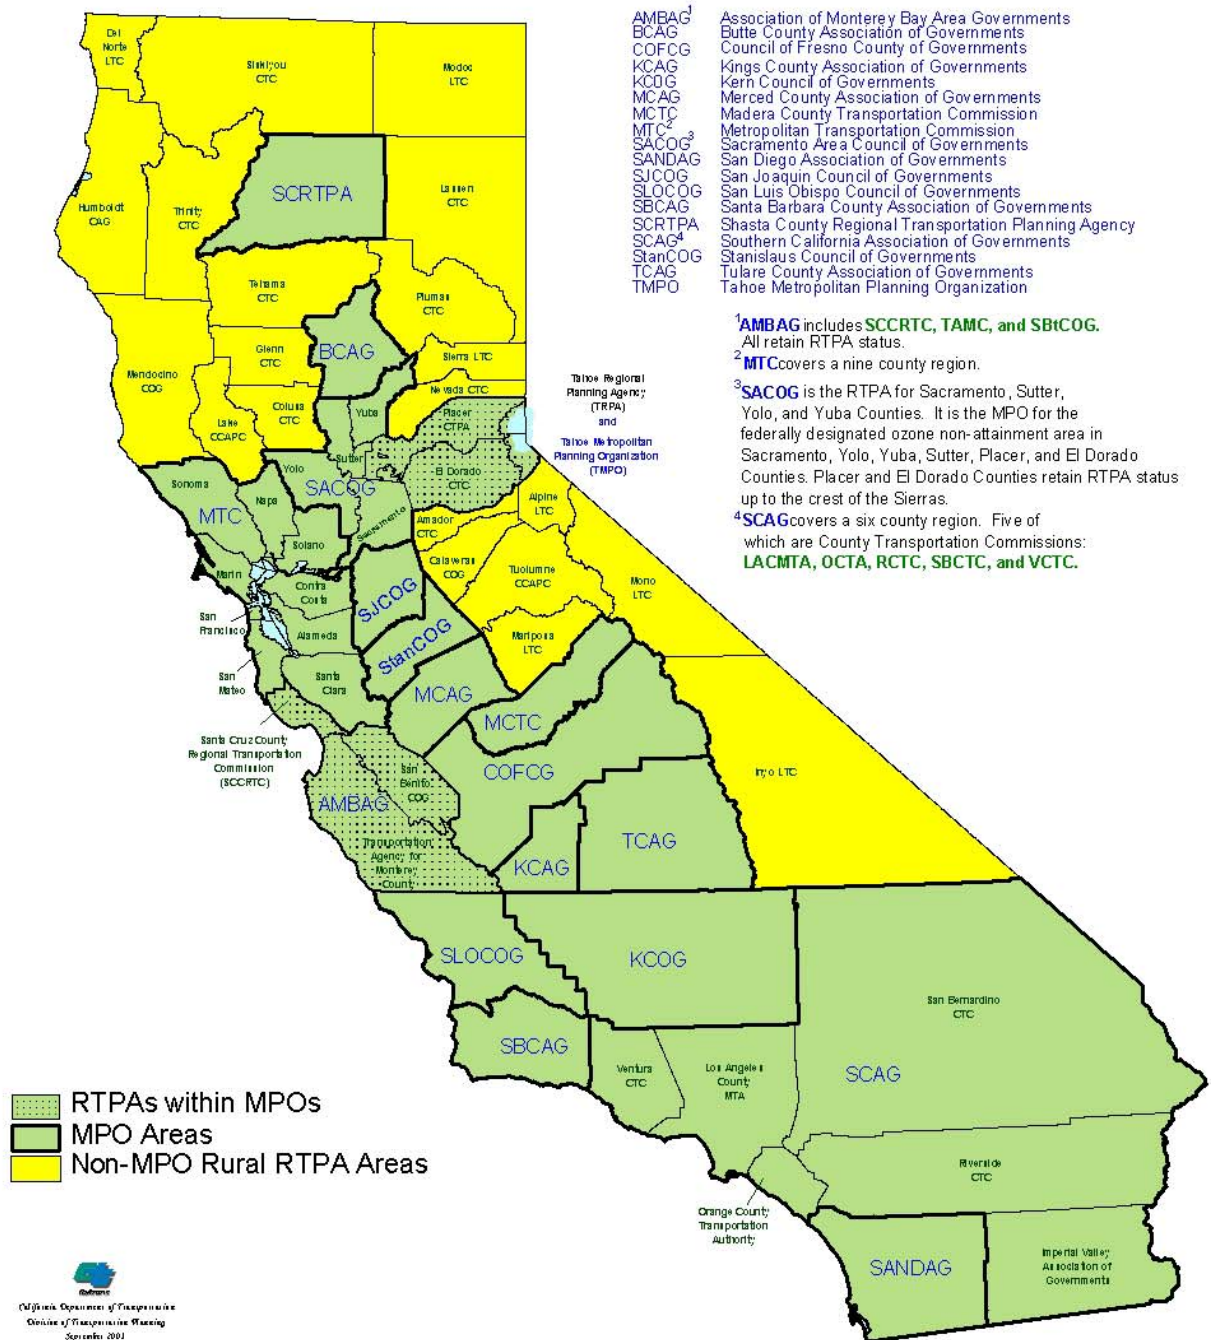 AMBAG1 Association of Monterey Bay Area Governments
BCAG Butte County Association of Governments
COFCG Council of Fresno County of Governments
KCAG Kings County Association of Governments
KCOG Kern Council of Governments
MCAG Merced County Association of Governments
MCTC Madera County Transportation Commission
MTC2 Metropolitan Transportation Commission
SACOG3 Sacramento Area Council of Governments
SANDAG San Diego Association of Governments
SJCOG San Joaquin Council of Governments
SLOCOG San Luis Obispo Council of Governments
SBCAG Santa Barbara County Association of Governments
SCRTPA Shasta County Regional Transportation Planning Agency
SCAG4 Southern California Association of Governments
StanCOG Stanislaus Council of Governments
TCAG Tulare County Association of Governments
TMPO Tahoe Metropolitan Planning Organization
1AMBAG includes SCCRTC, TAMC, and SBtCOG.
All retain RTPA status.
2MTC covers a nine county region.
3SACOG is the RTPA for Sacramento, Sutter,
Yolo, and Yuba Counties. It is the MPO for the
federally designated ozone non-attainment area in
Sacramento, Yolo, Yuba, Sutter, Placer, and El Dorado
Counties. Placer and El Dorado Counties retain RTPA status
up to the crest of the Sierras.
4SCAG covers a six county region. Five of
which are County Transportation Commissions:
LACMTA, OCTA, RCTC, SBCTC, and VCTC.
Del
Norte
LTC
Siskiyou
CTC
Modoc
LTC
Humboldt
CAG
Trinity
CTC
SCRTPA
Lassen
CTC
Tehama
CTC
Plumas
CTC
BCAG
Glenn
CTC
Sierra LTC
Mendocino
COG
Nevada CTC
Lake
CCAPC
Colusa
CTC
Yuba
Sutter
Placer
CTPA
Tahoe Regional
Planning Agency
(TRPA)
and
Tahoe Metropolitan
Planning Organization
(TMPO)
El Dorado
CTC
Yolo
SACOG
Sacramento
Sonoma
Napa
MTC
Solano
Marin
Contra
Costa
San
Francisco
Alameda
San
Mateo
Santa
Clara
Amador
CTC
Alpine
LTC
Calaveras
COG
Tuolumne
CCAPC
Mono
LTC
Mariposa
LTC
SJCOG
StanCOG
MCAG
MCTC
Santa Cruz County
Regional Transportation
Commission
(SCCRTC)
San
Benito
COG
AMBAG
Transportation
Agency for
Monterey
County
COFCG
Inyo LTC
TCAG
KCAG
SLOCOG
KCOG
San Bernardino
CTC
SBCAG
Ventura
CTC
Los Angeles
County
MTA
SCAG
Riverside
CTC
Orange County
Transportation
Authority
SANDAG
Imperial Valley
Association of
Governments
RTPAs within MPOs
MPO Areas
Non-MPO Rural RTPA Areas
California Department of Transportation
Division of Transportation Planning